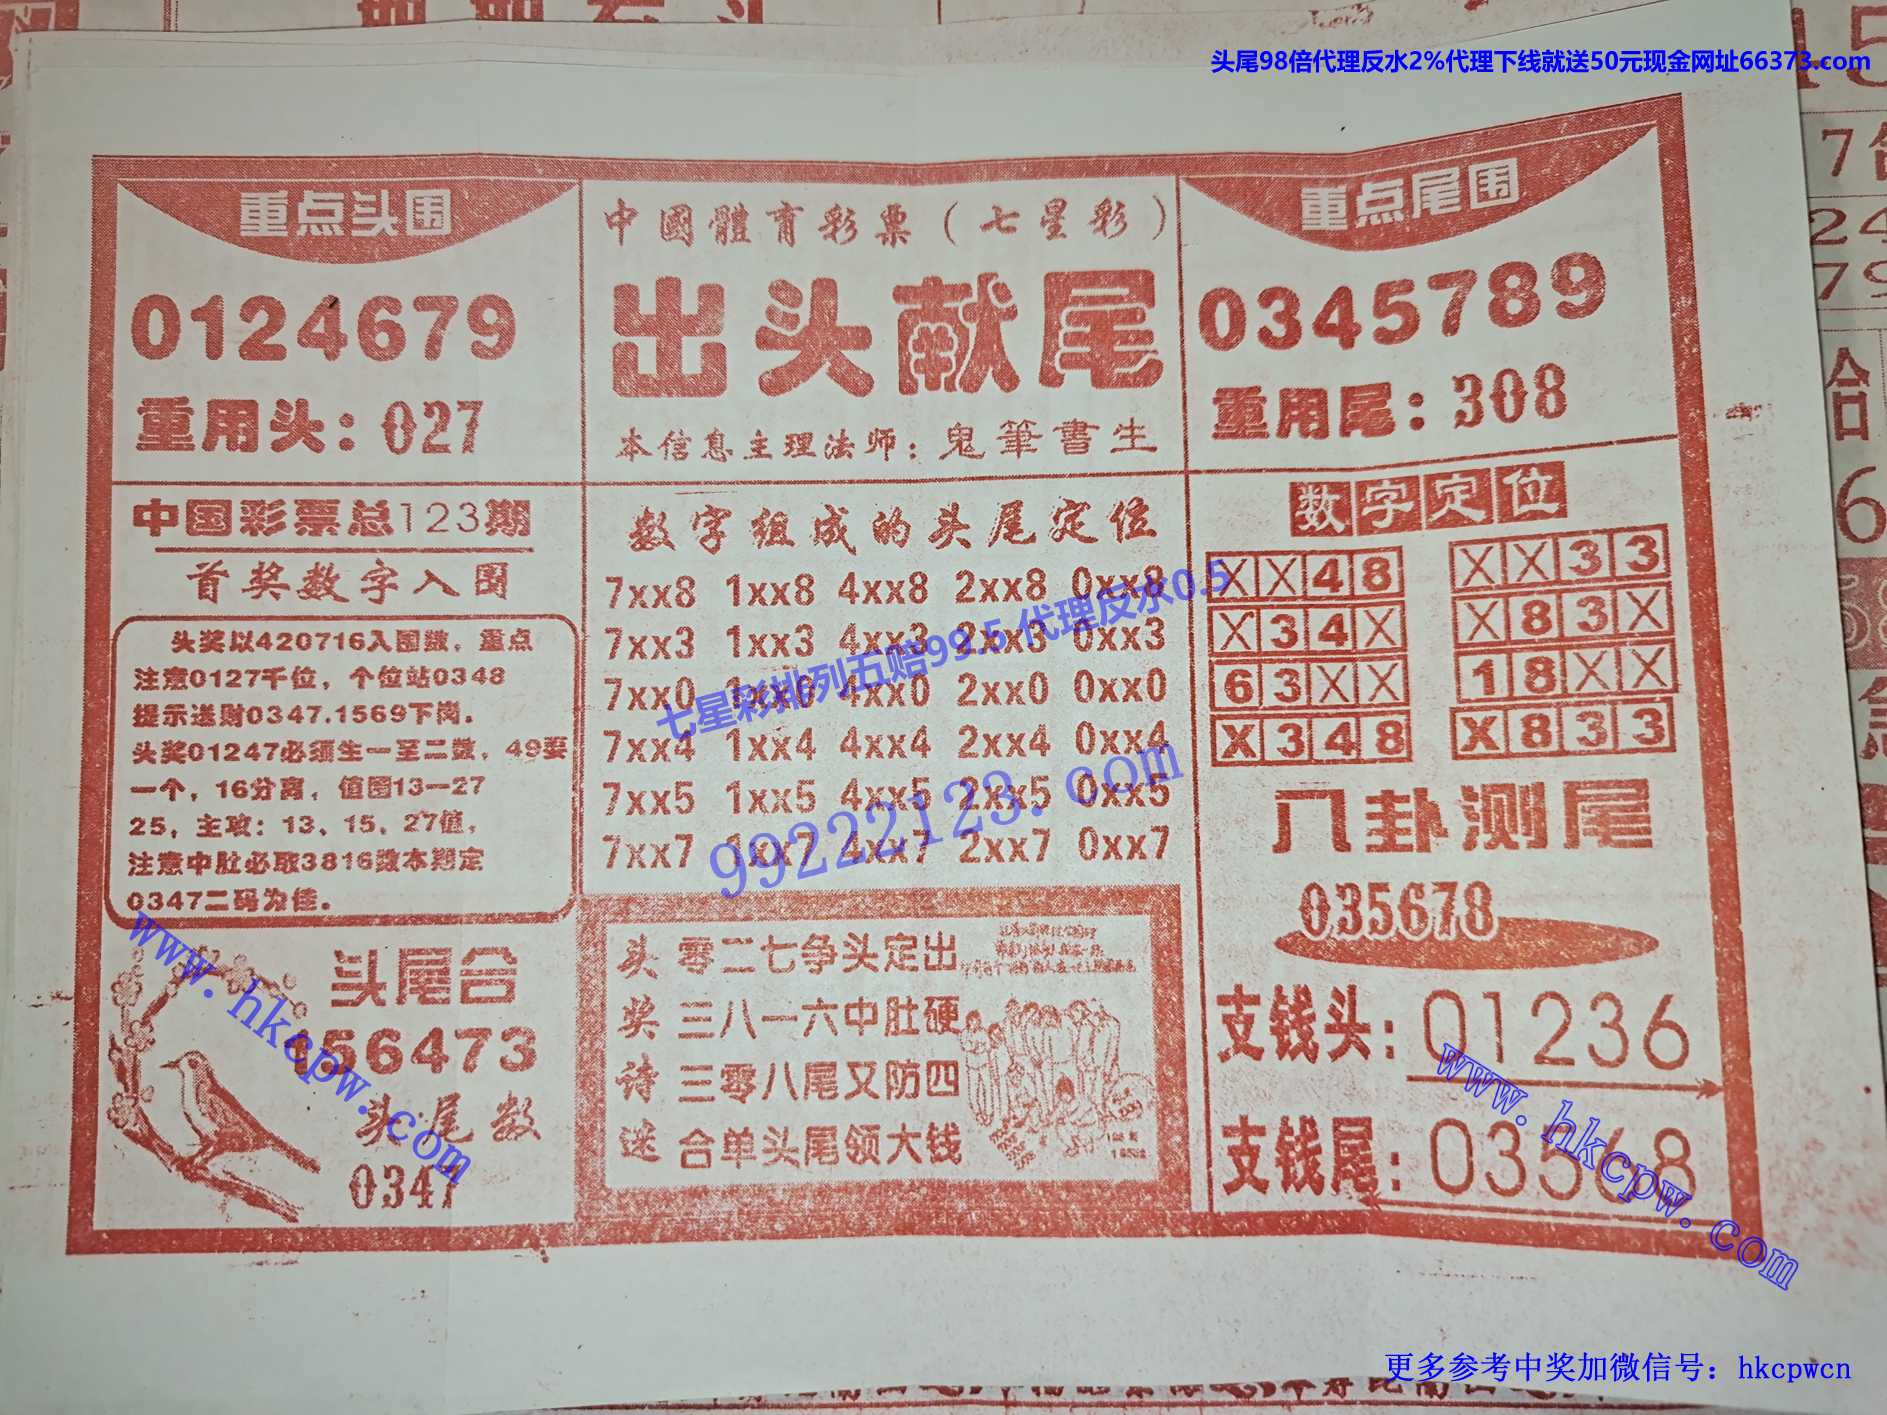 头尾98倍代理反水2%代理下线就送50元现金网址66373.com
重点头围
0124679
重用头：027
中國體育彩票（七星彩）
出头献尾
本信息主理法师：鬼筆書生
重点尾围
0345789
重用尾：308
中国彩票总123期
首奖数字入围
头奖以420716入围数，重点
注意0127千位，个位站0348
提示送财0347.1569下岗.
头奖01247必须生一至二数，49要
一个，16分离，值围13—27
25，主攻：13、15、27值，
注意中肚必取3816数本期定
0347二码为佳。
头尾合
156473
头尾数
0347
数字组成的头尾定位
7xx8 1xx8 4xx8 2xx8 0xx8
7xx3 1xx3 4xx3 2xx3 0xx3
7xx0 1xx0 4xx0 2xx0 0xx0
7xx4 1xx4 4xx4 2xx4 0xx4
7xx5 1xx5 4xx5 2xx5 0xx5
7xx7 1xx7 4xx7 2xx7 0xx7
七星彩排列五赔99.5 代理反水0.5
99222123.com
头奖诗送
零二七争头定出
三八一六中肚硬
三零八尾又防四
合单头尾领大钱
数字定位
XX48 XX33
X34X X83X
63XX 18XX
X348 X833
八卦测尾
035678
支钱头：01236
支钱尾：03568
www.hkcpw.com
www.hkcpw.com
更多参考中奖加微信号：hkcpwcn